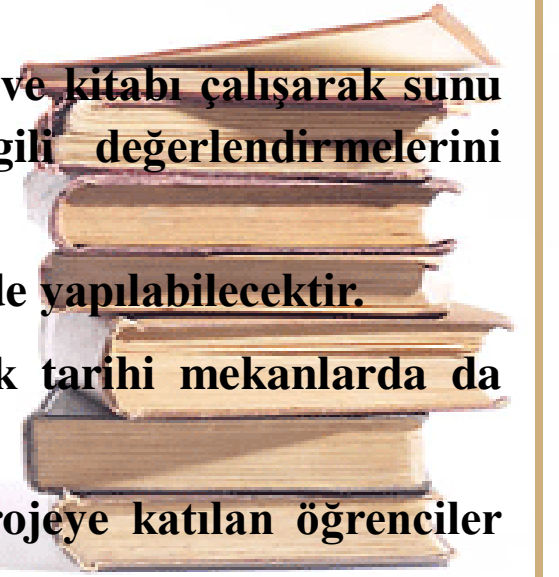 ve kitabı çalışarak sunu
gili değerlendirmelerini
de yapılabilecektir.
k tarihi mekanlarda da
rojeye katılan öğrenciler